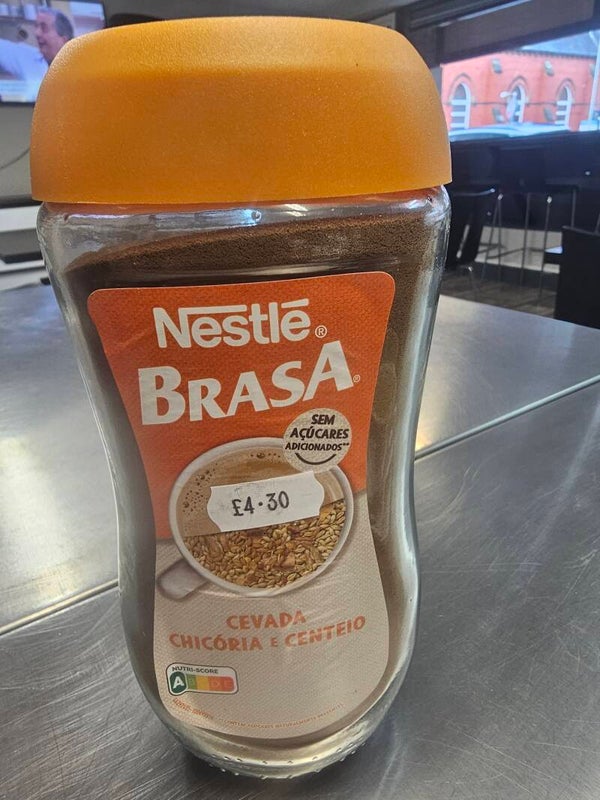 Nestlé®
BRASA®
SEM
AÇÚCARES
ADICIONADOS**
£4·30
CEVADA
CHICÓRIA E CENTEIO
NUTRI-SCORE
A